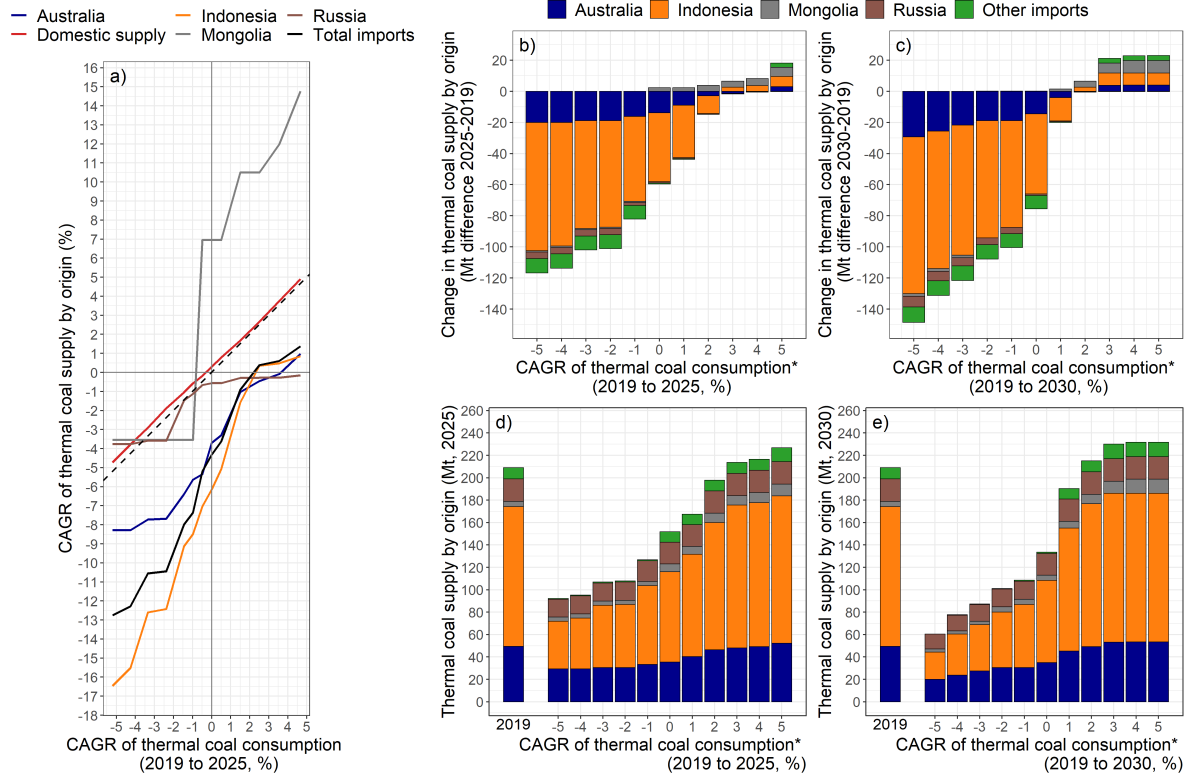 Australia Indonesia Russia
Domestic supply Mongolia Total imports
Australia Indonesia Mongolia Russia Other imports
a)
CAGR of thermal coal supply by origin (%)
16
15
14
13
12
11
10
9
8
7
6
5
4
3
2
1
0
-1
-2
-3
-4
-5
-6
-7
-8
-9
-10
-11
-12
-13
-14
-15
-16
-17
-18
-5 -4 -3 -2 -1 0 1 2 3 4 5
CAGR of thermal coal consumption
(2019 to 2025, %)
b)
Change in thermal coal supply by origin
(Mt difference 2025-2019)
20
0
-20
-40
-60
-80
-100
-120
-140
-5 -4 -3 -2 -1 0 1 2 3 4 5
CAGR of thermal coal consumption*
(2019 to 2025, %)
c)
Change in thermal coal supply by origin
(Mt difference 2030-2019)
20
0
-20
-40
-60
-80
-100
-120
-140
-5 -4 -3 -2 -1 0 1 2 3 4 5
CAGR of thermal coal consumption*
(2019 to 2030, %)
d)
Thermal coal supply by origin (Mt, 2025)
260
240
220
200
180
160
140
120
100
80
60
40
20
0
2019 -5 -4 -3 -2 -1 0 1 2 3 4 5
CAGR of thermal coal consumption*
(2019 to 2025, %)
e)
Thermal coal supply by origin (Mt, 2030)
260
240
220
200
180
160
140
120
100
80
60
40
20
0
2019 -5 -4 -3 -2 -1 0 1 2 3 4 5
CAGR of thermal coal consumption*
(2019 to 2030, %)